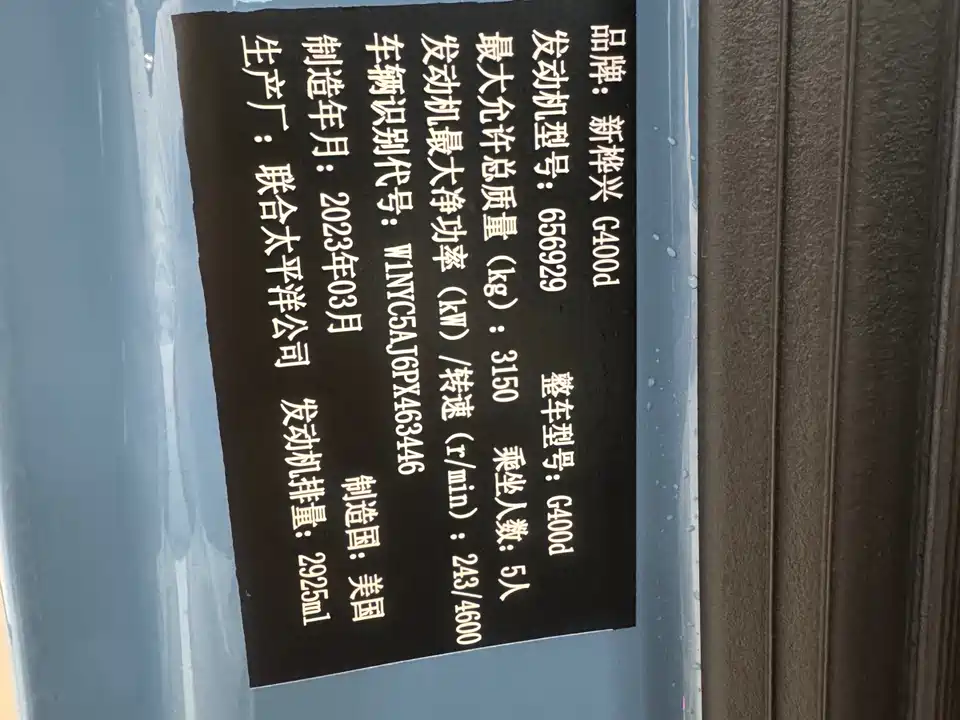 品牌：新桦兴 G400d
发动机型号：656929 整车型号：G400d
最大允许总质量（kg）：3150 乘坐人数：5人
发动机最大净功率（kW）/转速（r/min）：243/4600
车辆识别代号：W1NYC5AJ6PX463446
制造年月：2023年03月 制造国：美国
生产厂：联合太平洋公司 发动机排量：2925ml